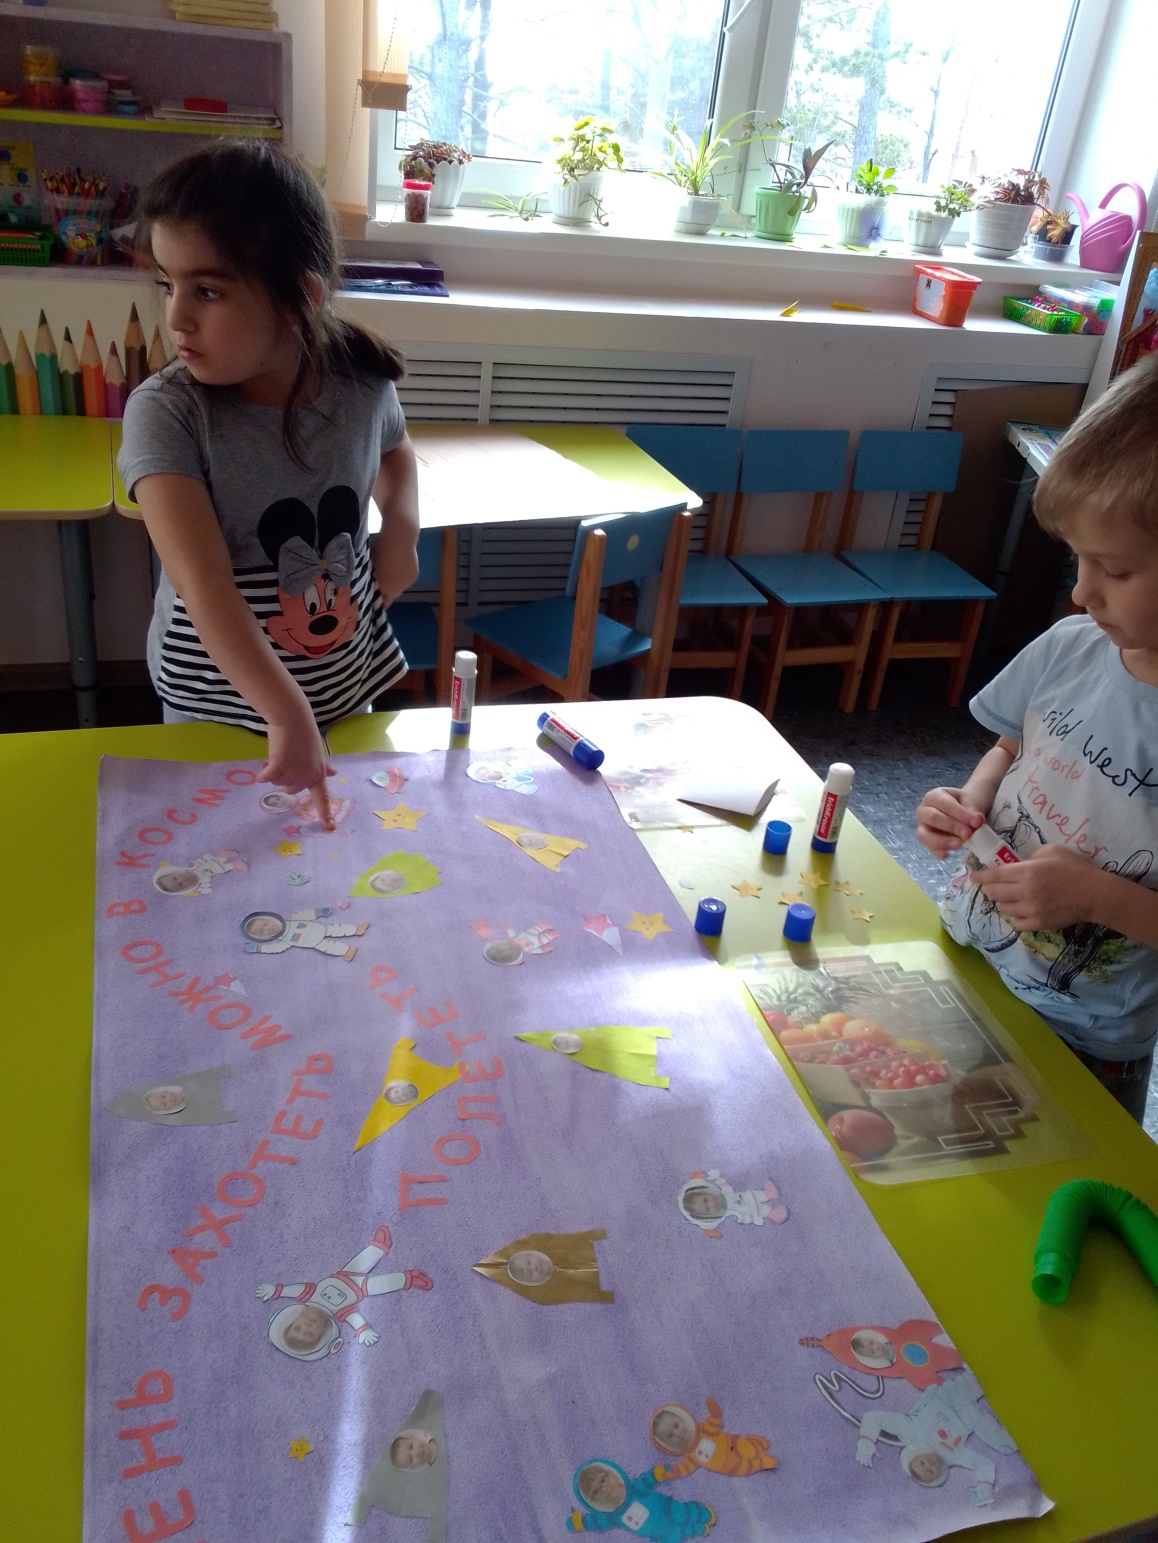 ЕНЬ ЗАХОТЕТЬ
МОЖНО В КОСМО
ПОЛЕТЕТЬ
wild West
a world
traveler